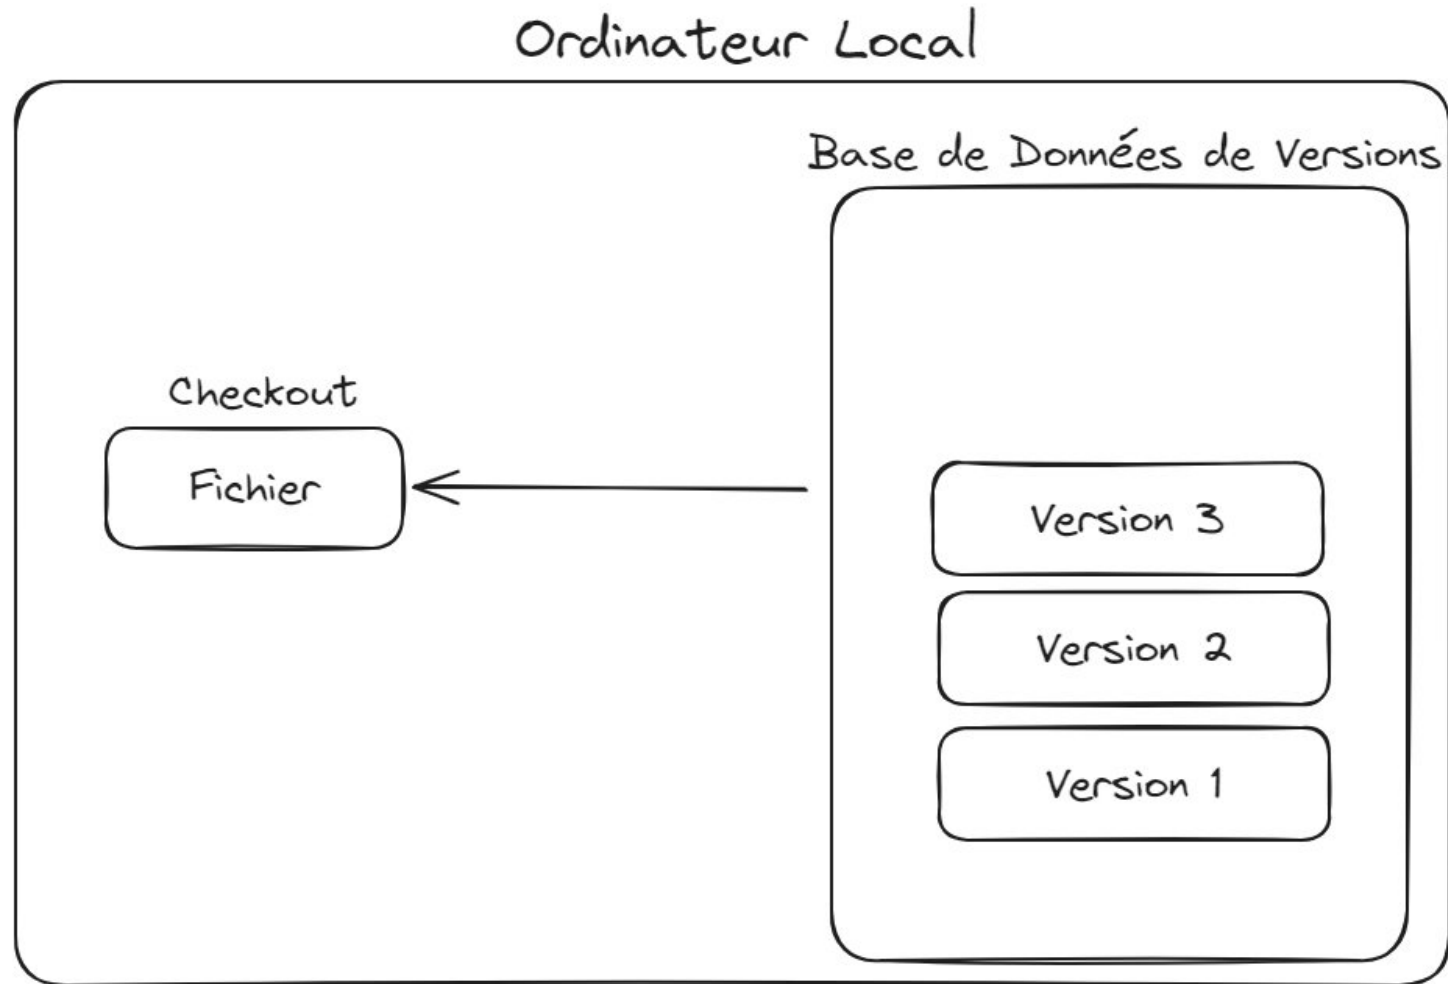 Ordinateur Local
Base de Données de Versions
Checkout
Fichier
Version 3
Version 2
Version 1